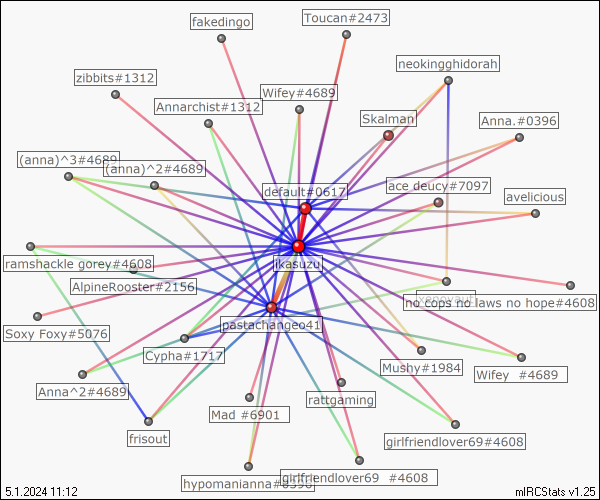 fakedingo
Toucan#2473
neokingghidorah
zibbits#1312
Wifey#4689
Annarchist#1312
Skalman
Anna.#0396
(anna)^3#4689
(anna)^2#4689
default#0617
ace deucy#7097
avelicious
ikasuzu
ramshackle gorey#4608
AlpineRooster#2156
no cops no laws no hope#4608
pastachangeo41
Soxy Foxy#5076
Cypha#1717
Mushy#1984
Wifey #4689
Anna^2#4689
rattgaming
Mad #6901
frisout
girlfriendlover69#4608
girlfriendlover69 #4608
hypomanianna#8396
5.1.2024 11:12
mIRCStats v1.25